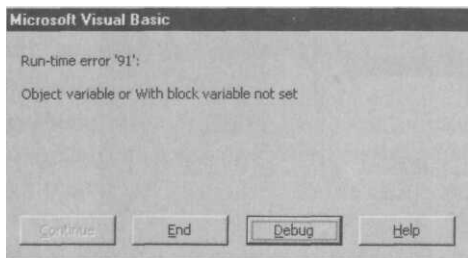 Microsoft Visual Basic
Run-time error '91':
Object variable or With block variable not set
Continue
End
Debug
Help